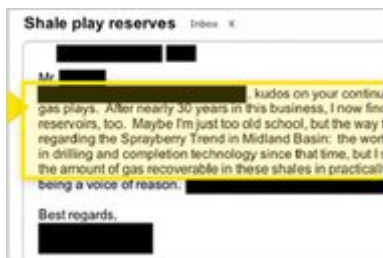 Shale play reserves Inbox x
Mr.
, kudos on your continu
gas plays. After nearly 30 years in this business, I now find
reservoirs, too. Maybe I'm just too old school, but the way t
regarding the Sprayberry Trend in Midland Basin: the wor
in drilling and completion technology since that time, but I s
the amount of gas recoverable in these shales in practicall
being a voice of reason.
Best regards,